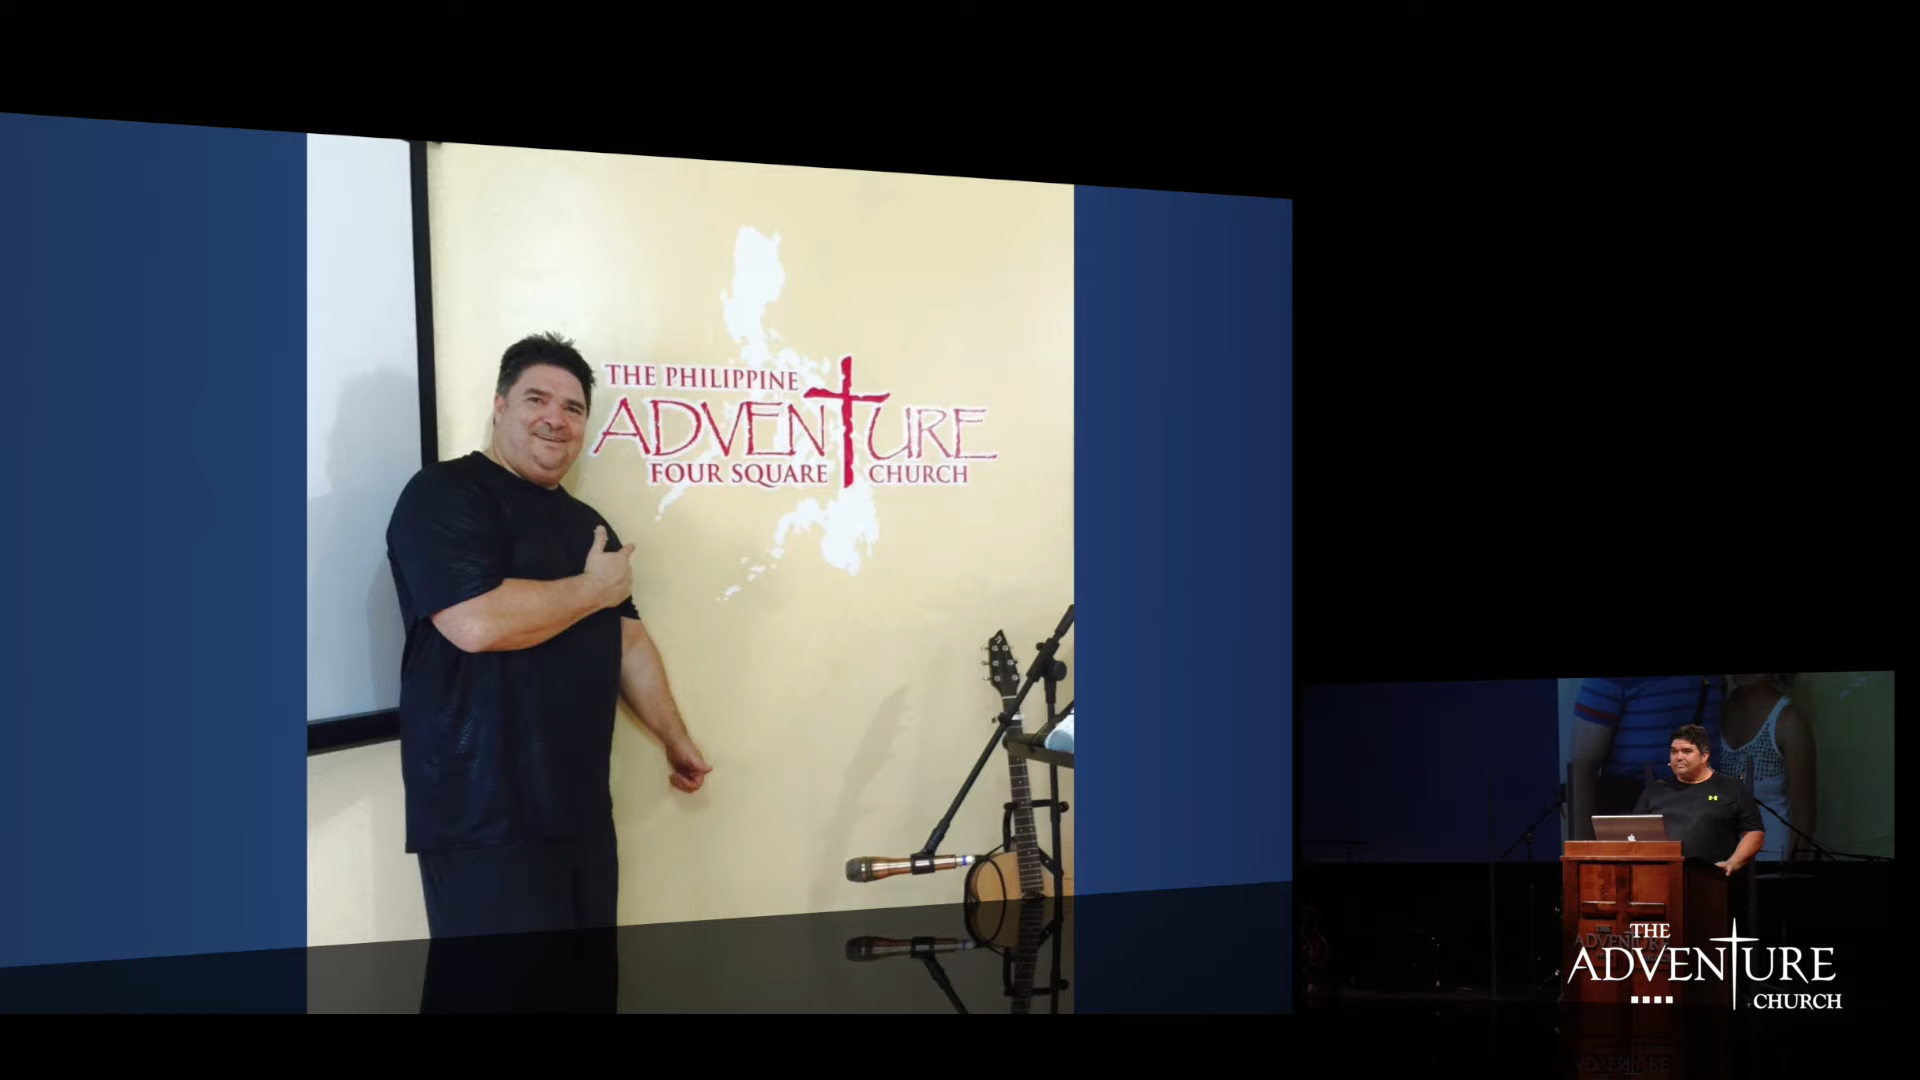 THE PHILIPPINE
ADVENTURE
FOUR SQUARE CHURCH
THE
ADVENTURE
CHURCH